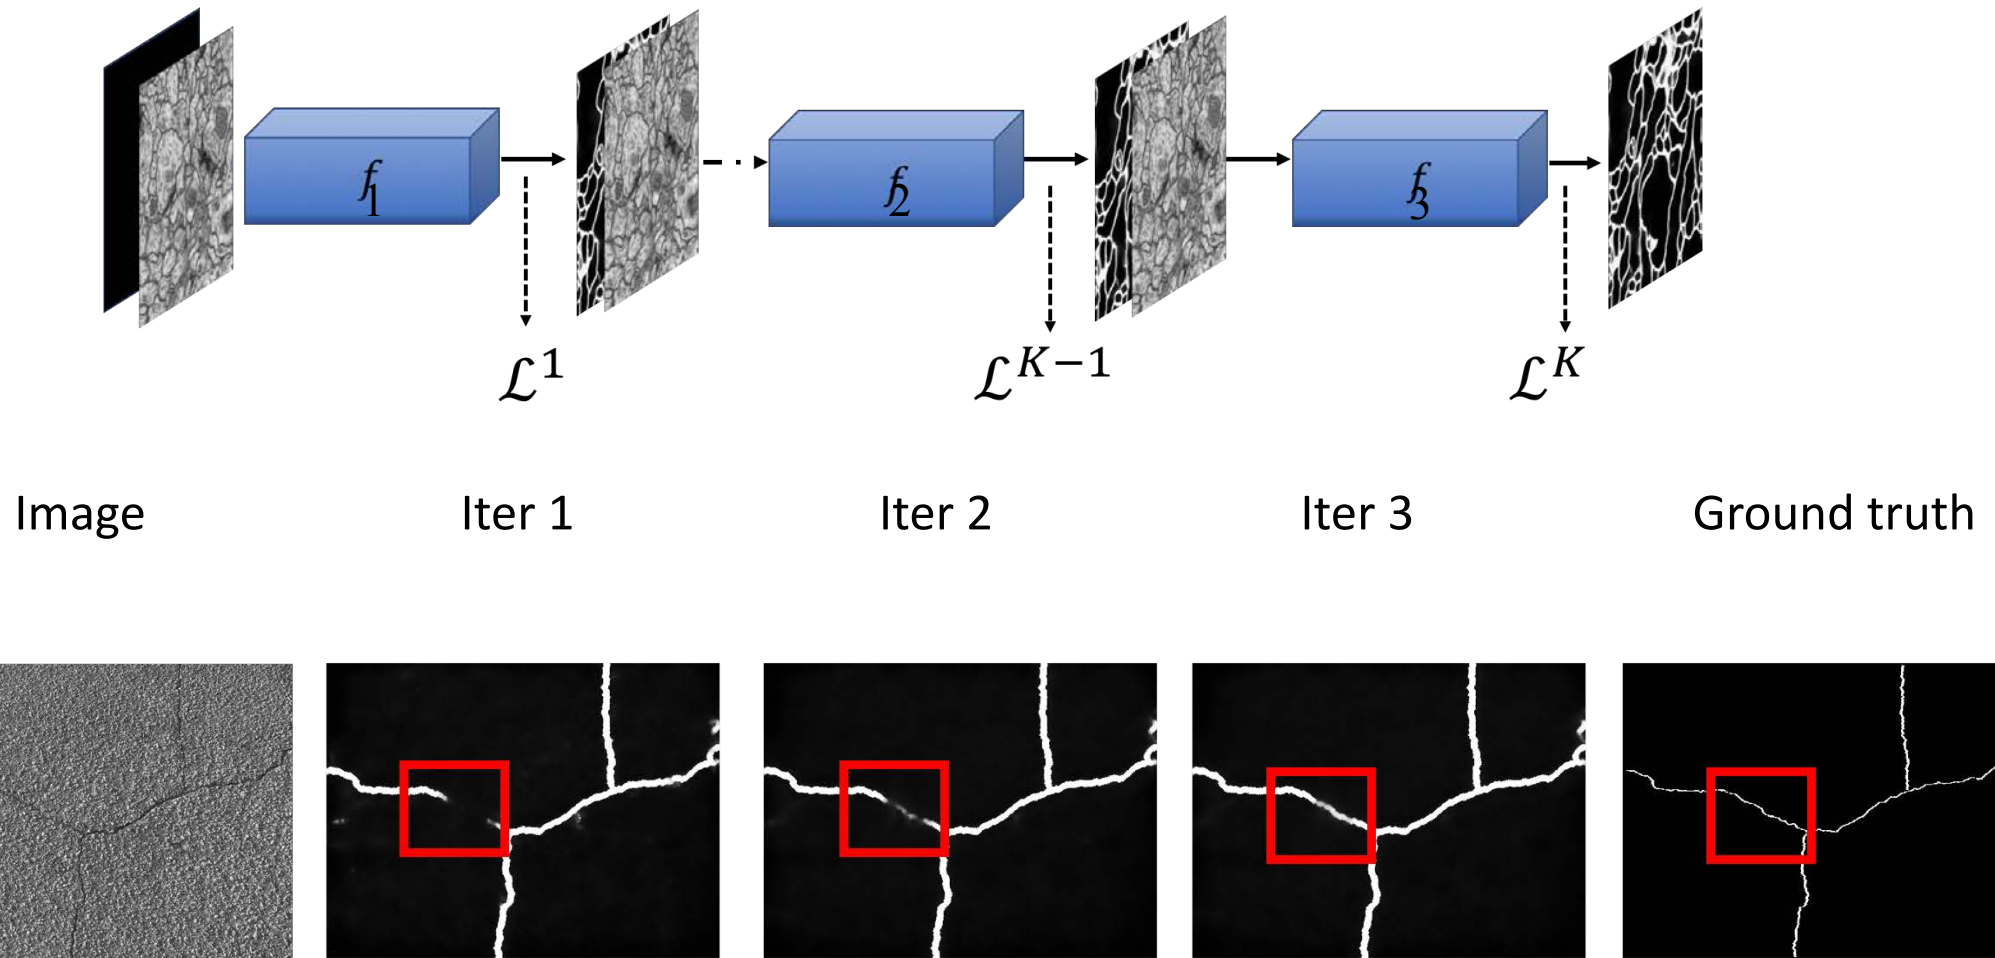 f1 f2 f3
ℒ¹ ℒᴷ⁻¹ ℒᴷ
Image Iter 1 Iter 2 Iter 3 Ground truth